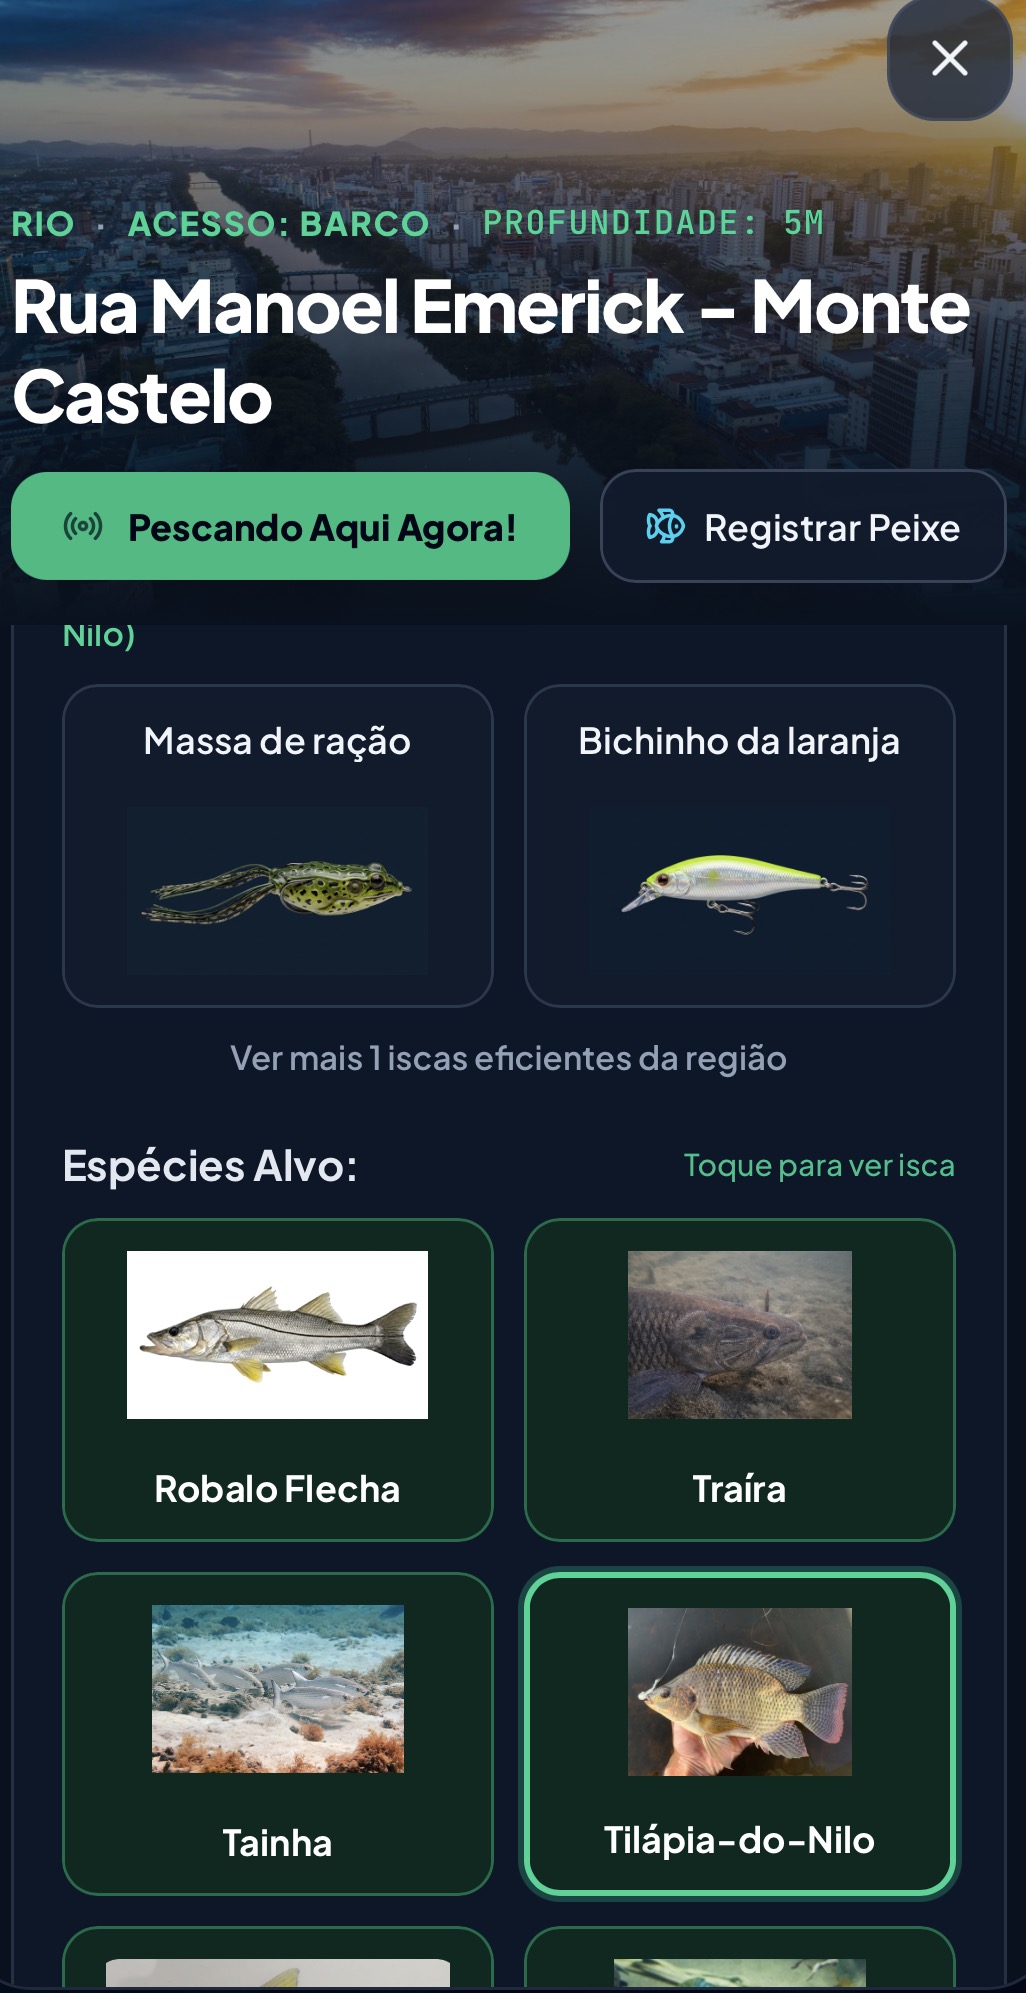 RIO · ACESSO: BARCO · PROFUNDIDADE: 5M
Rua Manoel Emerick – Monte
Castelo
Pescando Aqui Agora!
Registrar Peixe
Nilo)
Massa de ração
Bichinho da laranja
Ver mais 1 iscas eficientes da região
Espécies Alvo:
Toque para ver isca
Robalo Flecha
Traíra
Tainha
Tilápia-do-Nilo